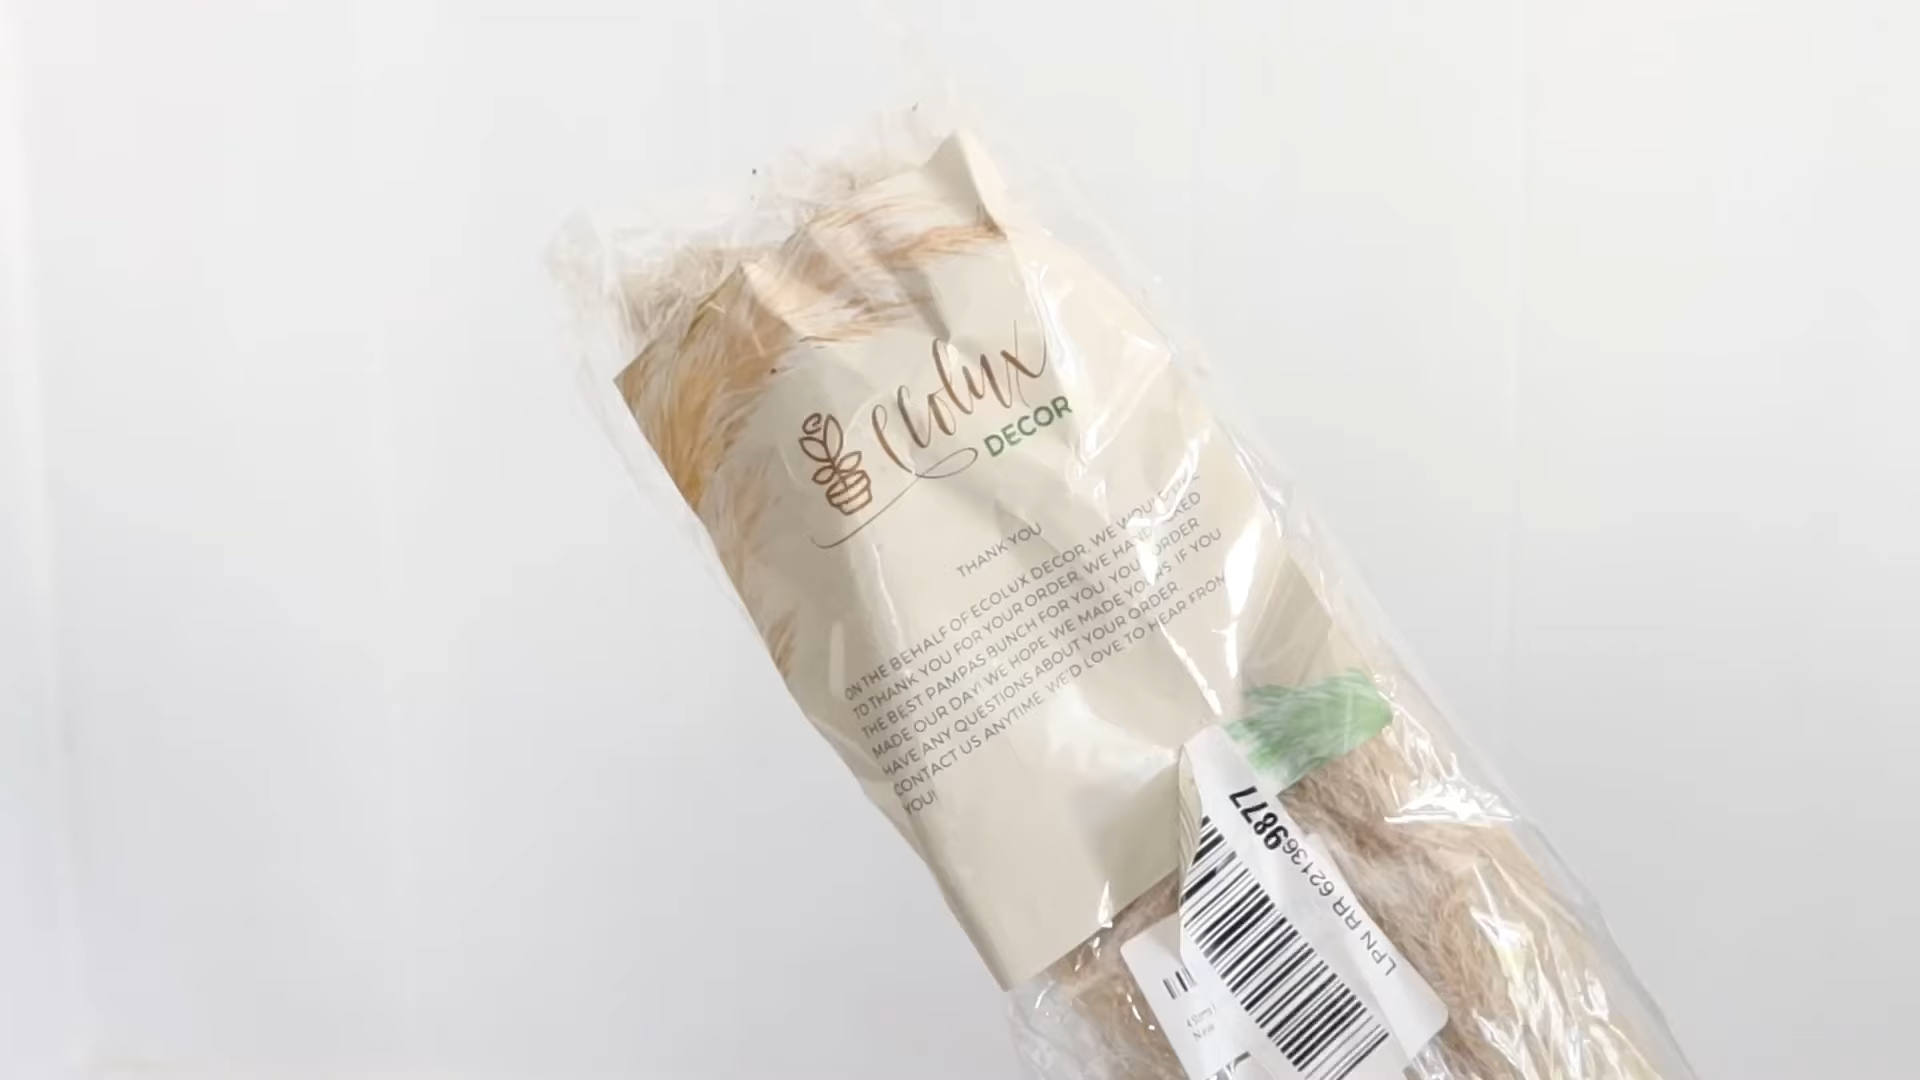 ecolux
DECOR
THANK YOU
ON THE BEHALF OF ECOLUX DECOR, WE WOULD LIKE
TO THANK YOU FOR YOUR ORDER. WE HANDPICKED
THE BEST PAMPAS BUNCH FOR YOU. YOUR ORDER
MADE OUR DAY! WE HOPE WE MADE YOURS. IF YOU
HAVE ANY QUESTIONS ABOUT YOUR ORDER
CONTACT US ANYTIME. WE'D LOVE TO HEAR FROM
YOU!
LPN RR 62136
9877